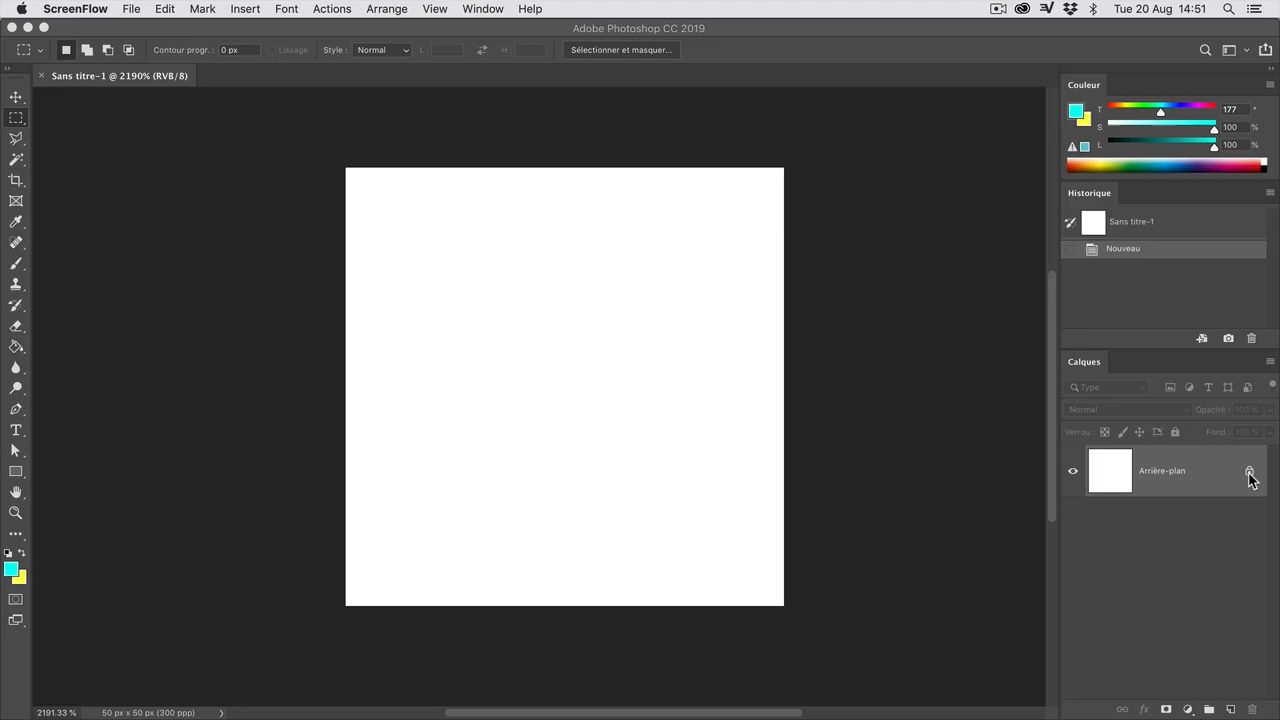 ScreenFlow File Edit Mark Insert Font Actions Arrange View Window Help Tue 20 Aug 14:51
Adobe Photoshop CC 2019
Contour progr. : 0 px Lissage Style : Normal L : H : Sélectionner et masquer...
Sans titre-1 @ 2190% (RVB/8)
Couleur
T 177 °
S 100 %
L 100 %
Historique
Sans titre-1
Nouveau
Calques
Type
Normal Opacité : 100 %
Verrou : Fond : 100 %
Arrière-plan
2191.33 % 50 px x 50 px (300 ppp)